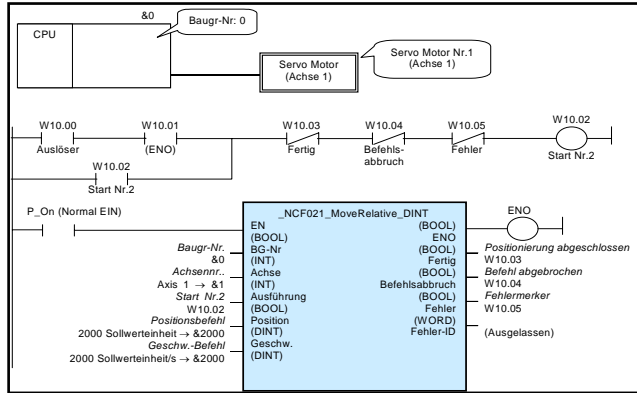 &0
Baugr-Nr: 0
CPU
Servo Motor
(Achse 1)
Servo Motor Nr.1
(Achse 1)
W10.00
Auslöser
W10.01
(ENO)
W10.03
Fertig
W10.04
Befehls-
abbruch
W10.05
Fehler
W10.02
Start Nr.2
W10.02
Start Nr.2
P_On (Normal EIN)
_NCF021_MoveRelative_DINT
ENO
EN
(BOOL)
BG-Nr
(INT)
Achse
(INT)
Ausführung
(BOOL)
Position
(DINT)
Geschw.
(DINT)
(BOOL)
ENO
(BOOL)
Fertig
(BOOL)
Befehlsabbruch
(BOOL)
Fehler
(WORD)
Fehler-ID
Baugr-Nr.
&0
Achsennr..
Axis 1 → &1
Start Nr.2
W10.02
Positionsbefehl
2000 Sollwerteinheit → &2000
Geschw.-Befehl
2000 Sollwerteinheit/s → &2000
Positionierung abgeschlossen
W10.03
Befehl abgebrochen
W10.04
Fehlermerker
W10.05
(Ausgelassen)